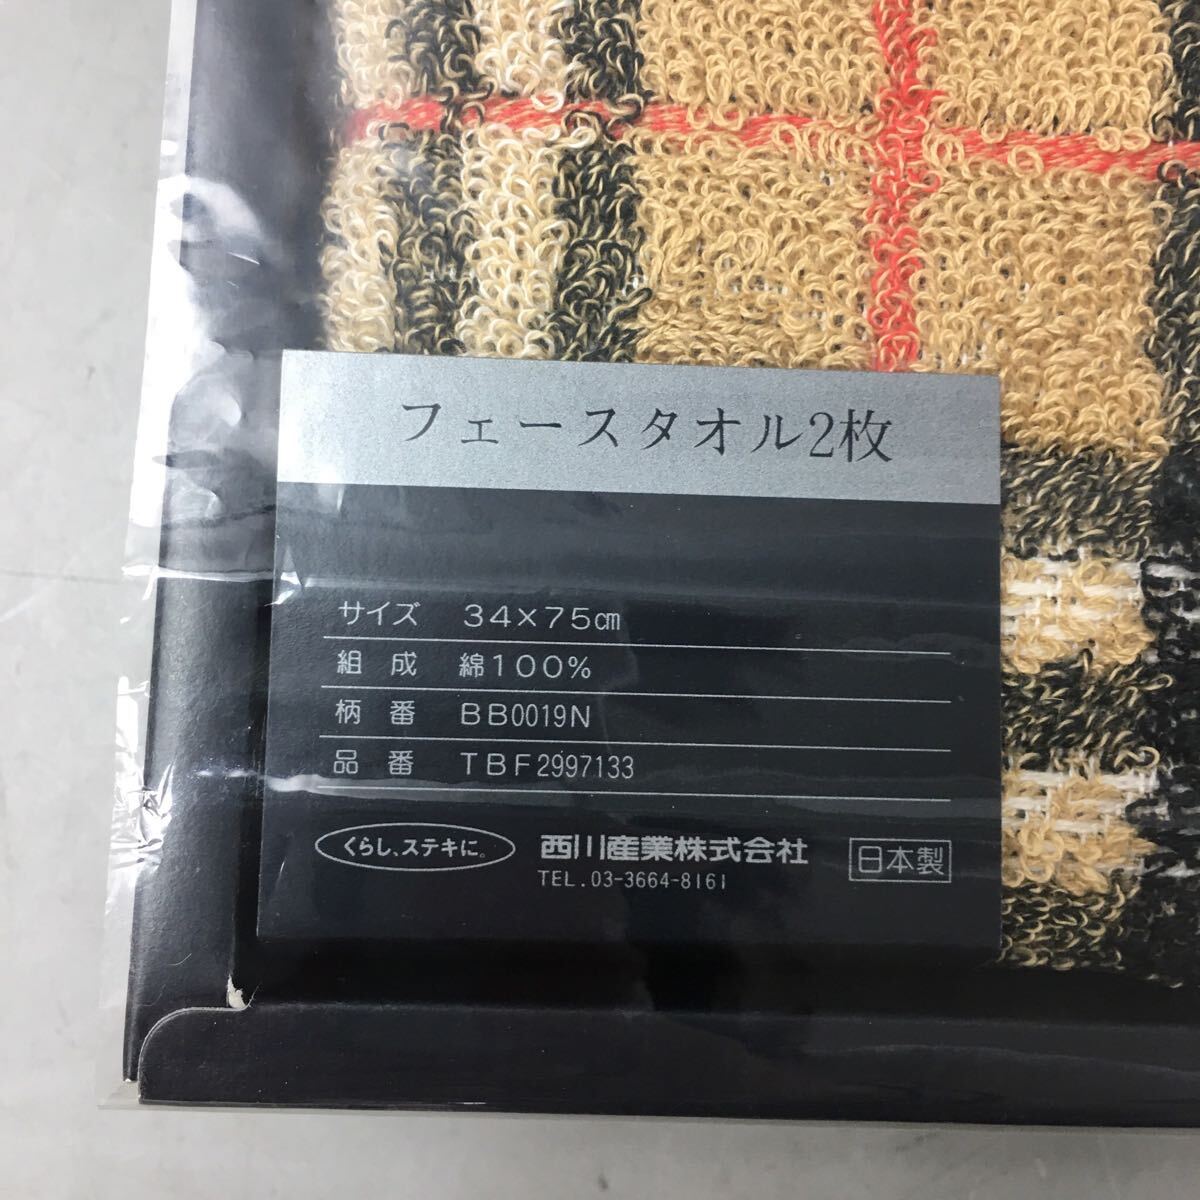 フェースタオル2枚
サイズ 34×75㎝
組成 綿100%
柄番 BB0019N
品番 TBF2997133
くらし、ステキに。 西川産業株式会社 日本製
TEL.03-3664-8161